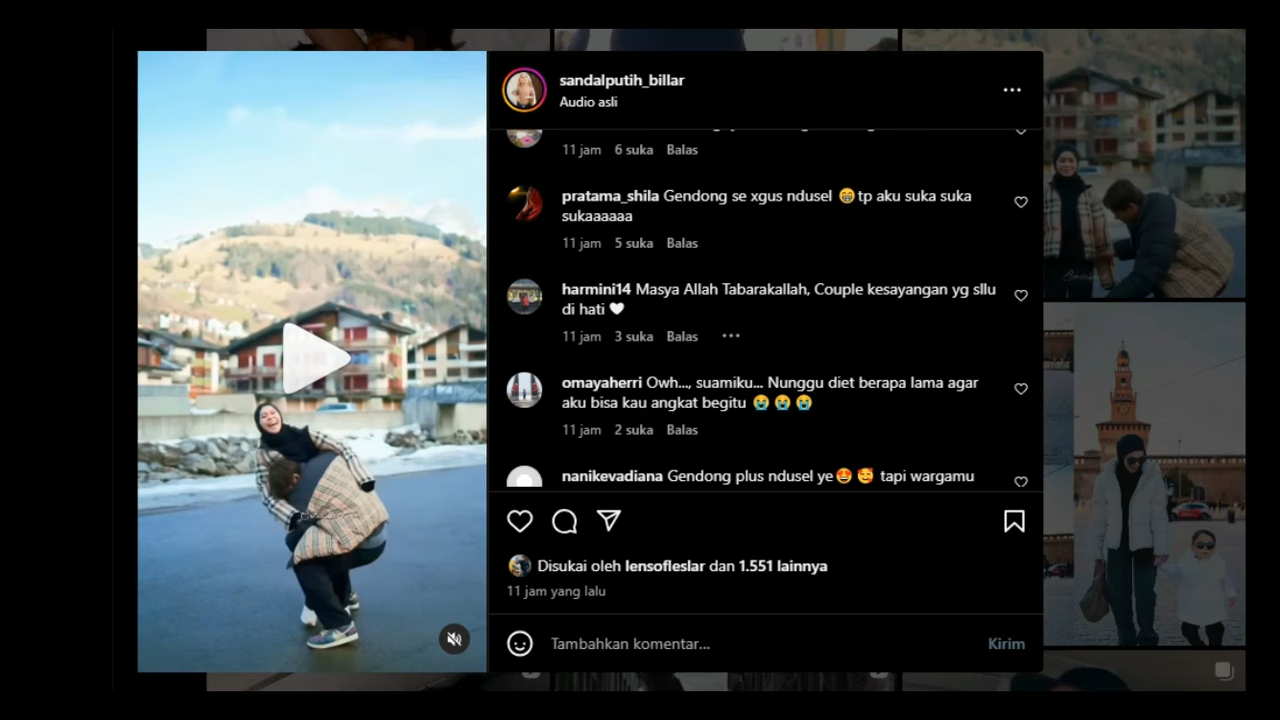 sandalputih_billar
Audio asli
11 jam 6 suka Balas
pratama_shila Gendong se xgus ndusel 😁tp aku suka suka
sukaaaaaa
11 jam 5 suka Balas
harmini14 Masya Allah Tabarakallah, Couple kesayangan yg sllu
di hati 🤍
11 jam 3 suka Balas
omayaherri Owh..., suamiku... Nunggu diet berapa lama agar
aku bisa kau angkat begitu 😭 😭 😭
11 jam 2 suka Balas
nanikevadiana Gendong plus ndusel ye😍 🥰 tapi wargamu
Disukai oleh lensofleslar dan 1.551 lainnya
11 jam yang lalu
Tambahkan komentar...
Kirim